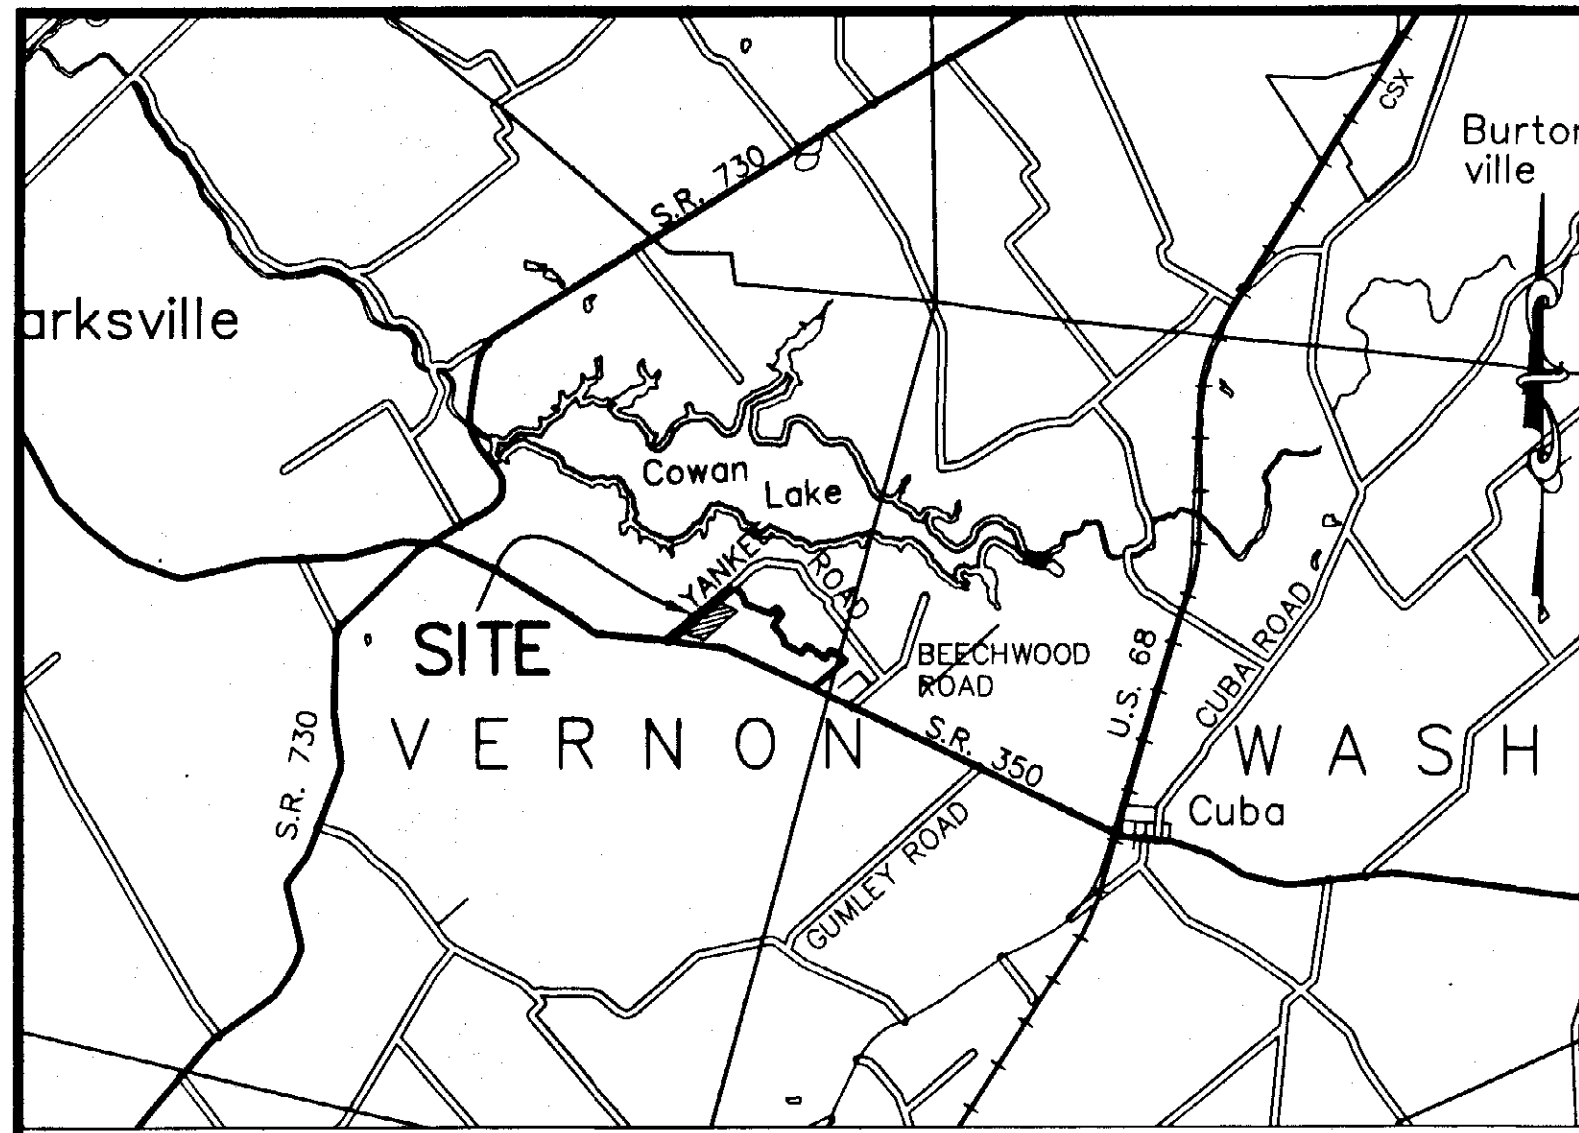 CSX
Burton
ville
S.R. 730
arksville
Cowan
Lake
YANKEE
ROAD
SITE
BEECHWOOD
ROAD
U.S. 68
CUBA ROAD
S.R. 730
VERNON
S.R. 350
WASH
Cuba
GUMLEY ROAD